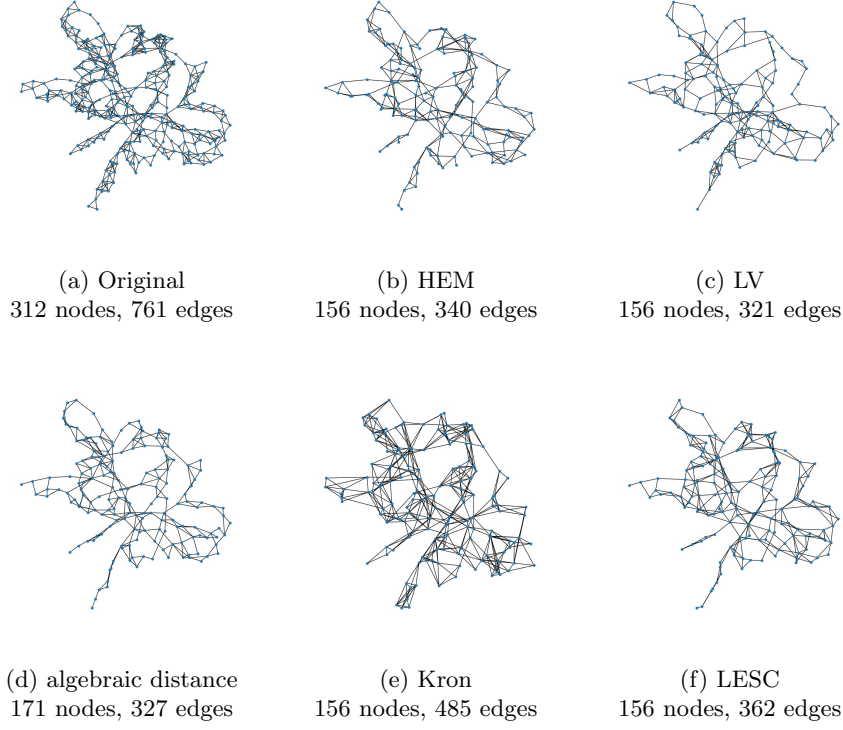 (a) Original
312 nodes, 761 edges
(b) HEM
156 nodes, 340 edges
(c) LV
156 nodes, 321 edges
(d) algebraic distance
171 nodes, 327 edges
(e) Kron
156 nodes, 485 edges
(f) LESC
156 nodes, 362 edges